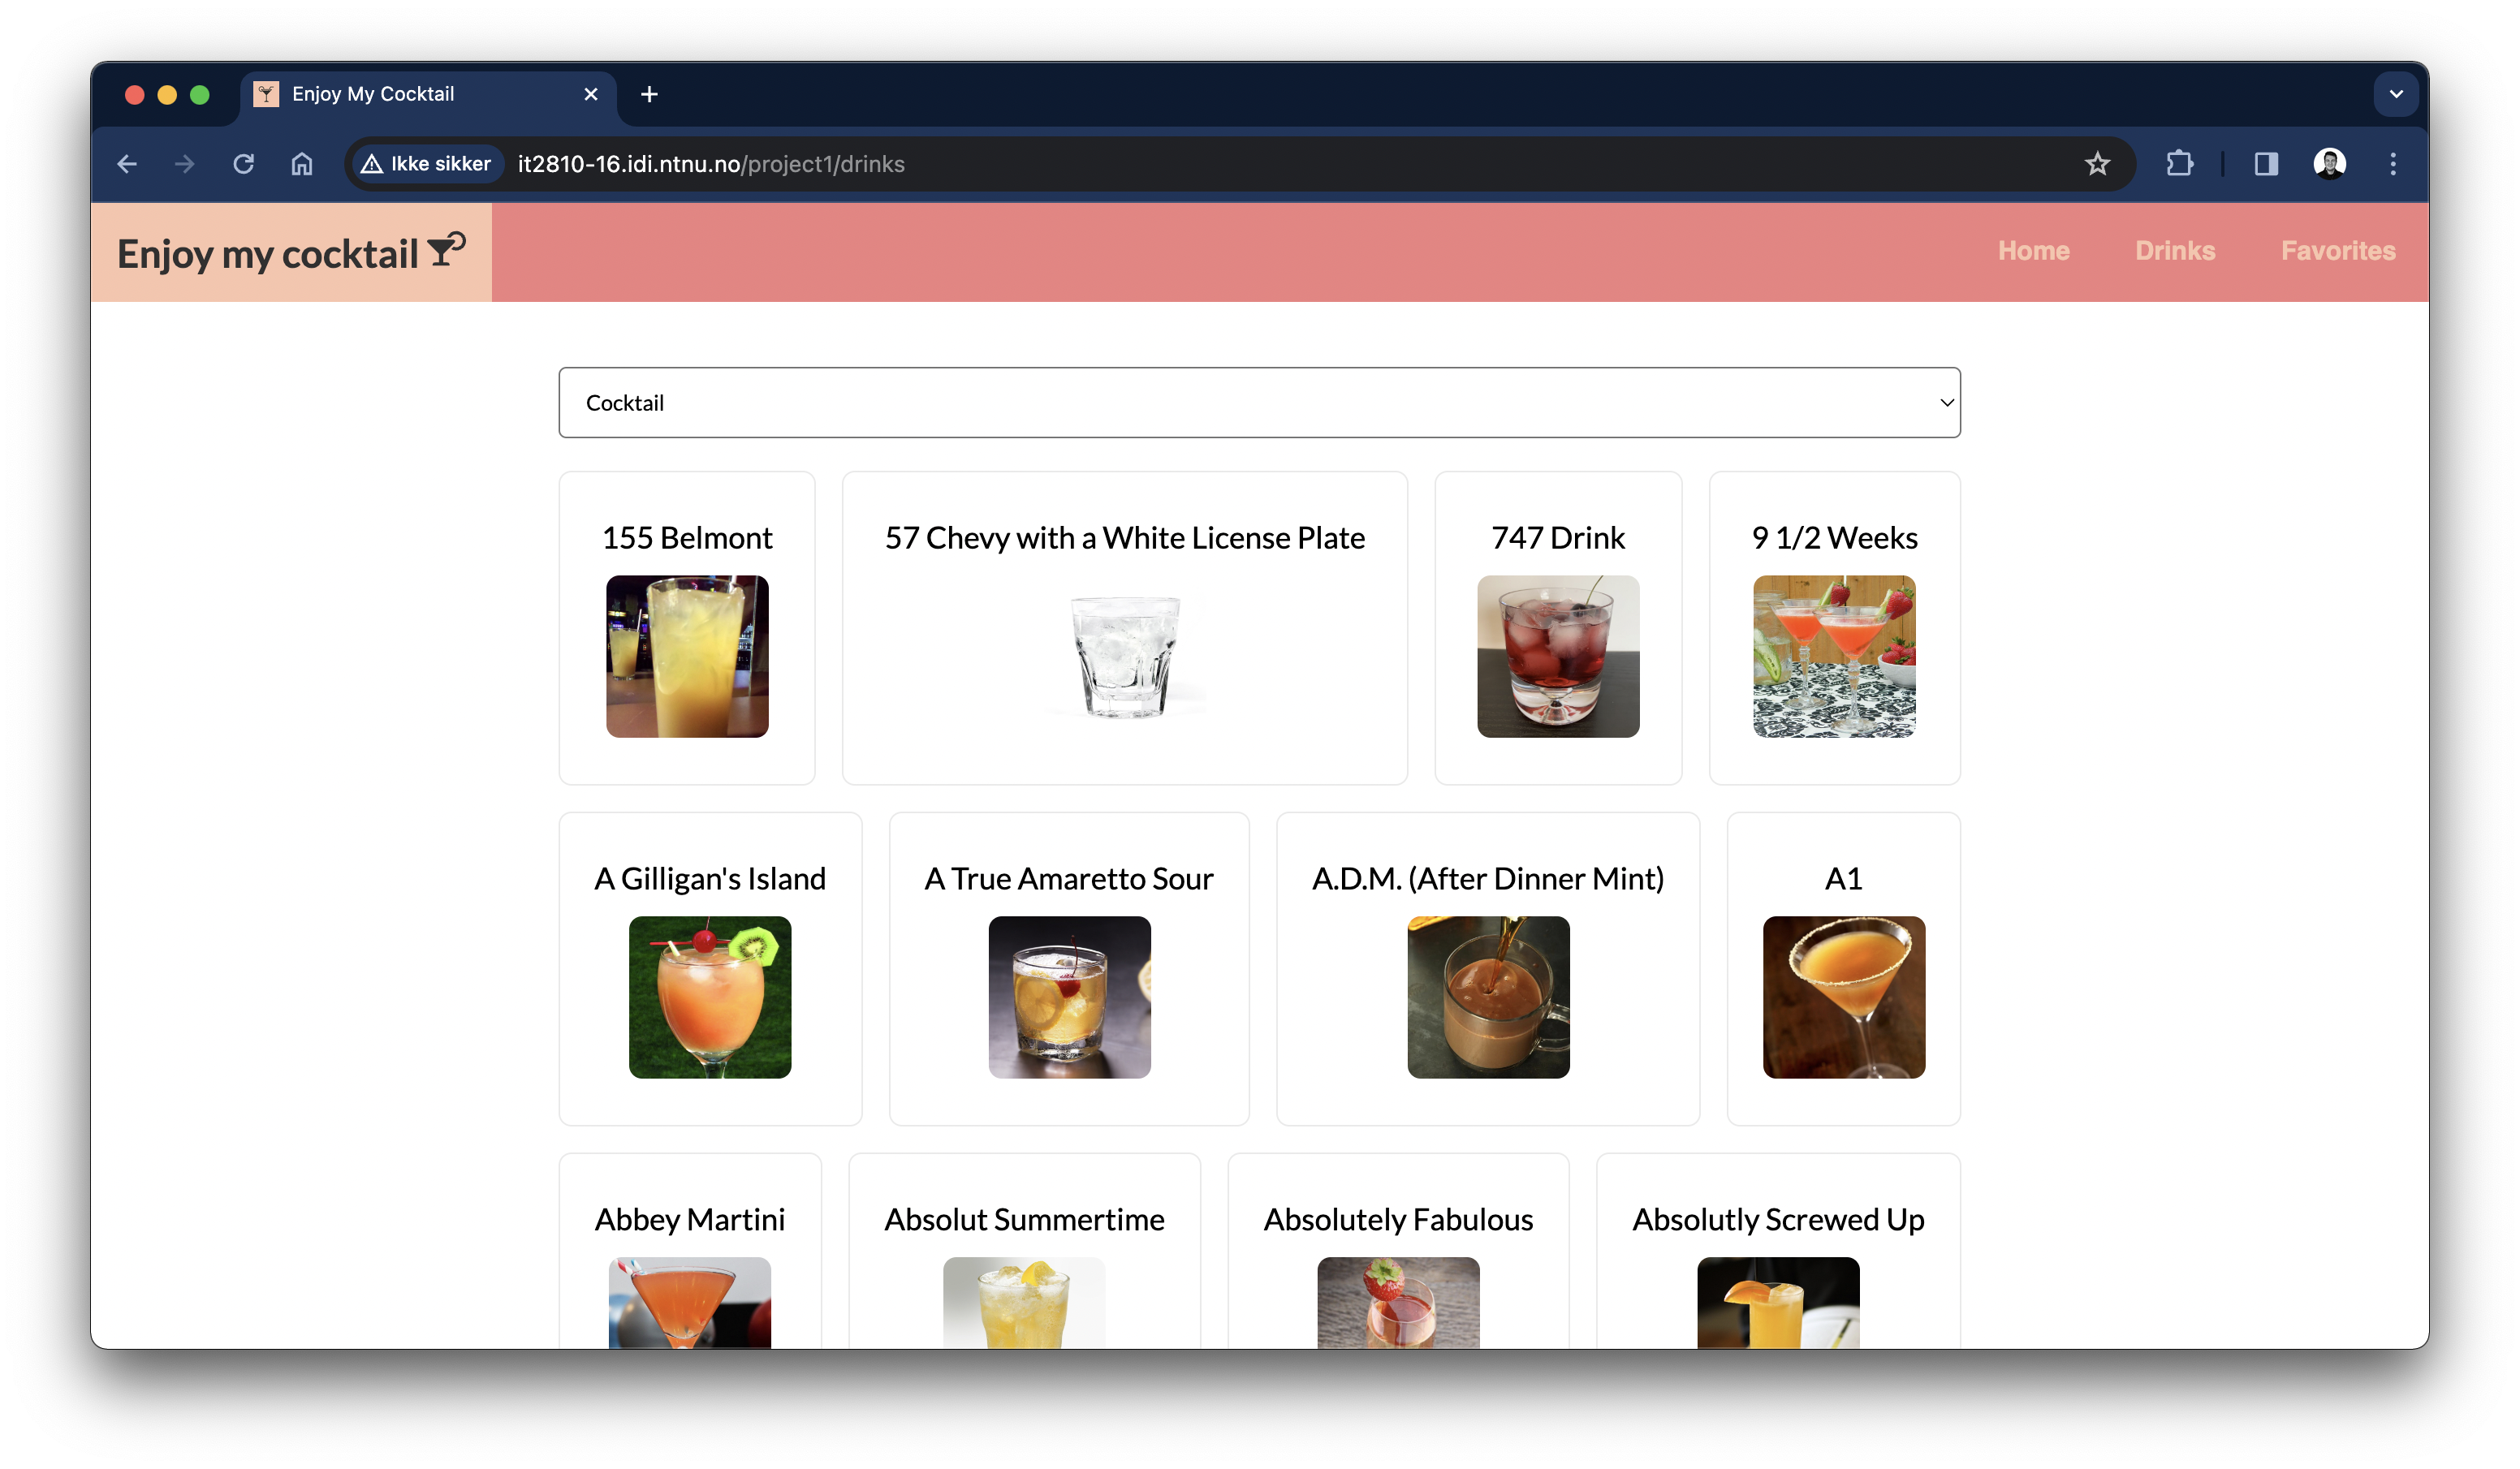 Enjoy My Cocktail
Ikke sikker
it2810-16.idi.ntnu.no/project1/drinks
Enjoy my cocktail
Home
Drinks
Favorites
Cocktail
155 Belmont
57 Chevy with a White License Plate
747 Drink
9 1/2 Weeks
A Gilligan's Island
A True Amaretto Sour
A.D.M. (After Dinner Mint)
A1
Abbey Martini
Absolut Summertime
Absolutely Fabulous
Absolutly Screwed Up